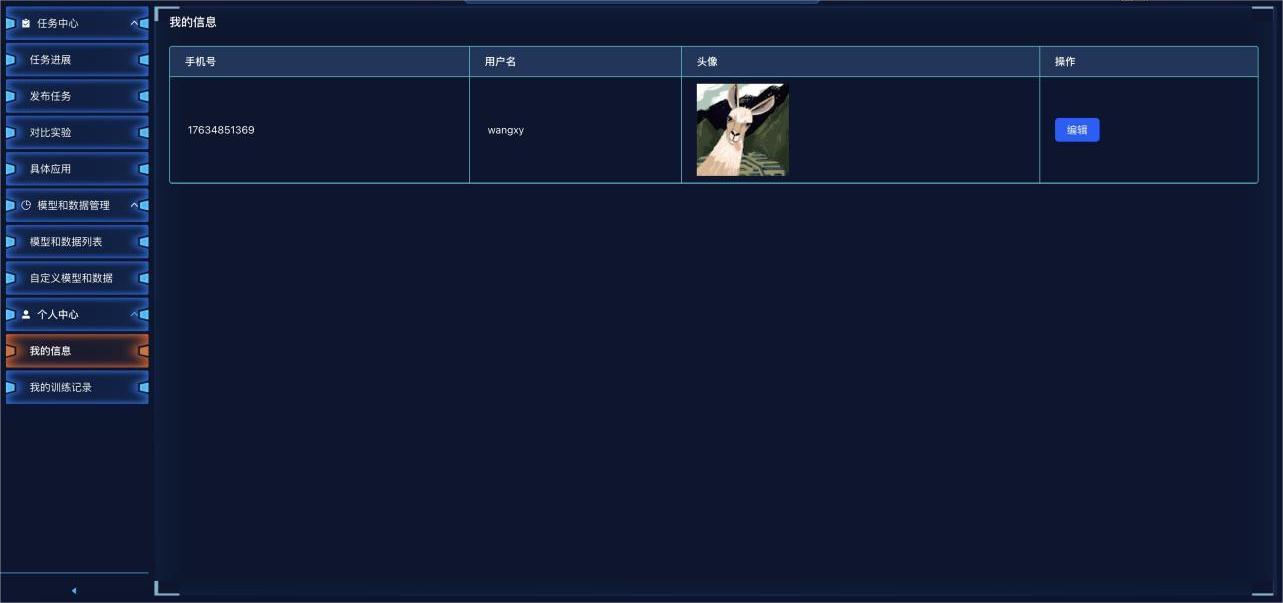 任务中心
任务进展
发布任务
对比实验
具体应用
模型和数据管理
模型和数据列表
自定义模型和数据
个人中心
我的信息
我的训练记录
我的信息
手机号 用户名 头像 操作
17634851369 wangxy 编辑